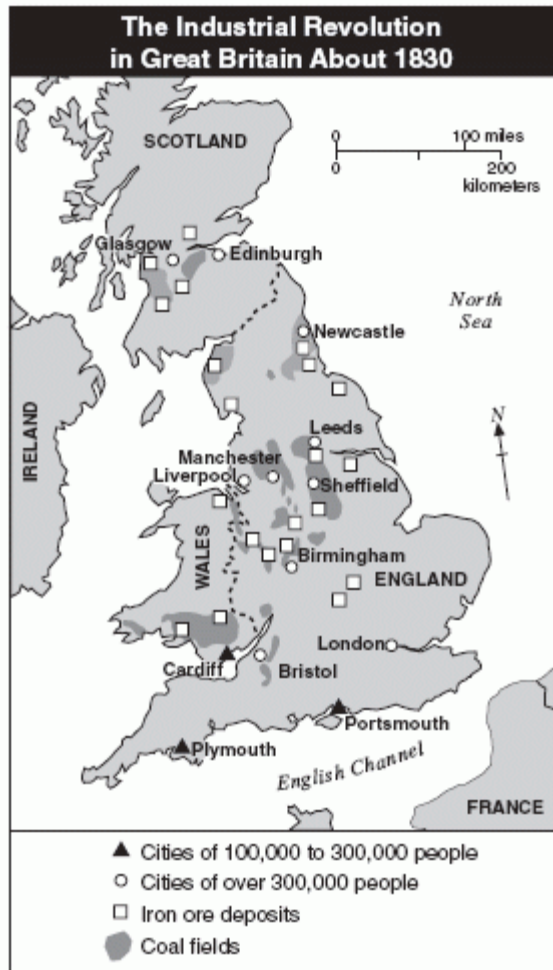 The Industrial Revolution
in Great Britain About 1830
SCOTLAND
0 100 miles
0 200
kilometers
Glasgow
Edinburgh
North
Sea
Newcastle
N
IRELAND
Leeds
Manchester
Liverpool
Sheffield
WALES
Birmingham
ENGLAND
London
Cardiff
Bristol
Portsmouth
Plymouth
English Channel
FRANCE
Cities of 100,000 to 300,000 people
Cities of over 300,000 people
Iron ore deposits
Coal fields